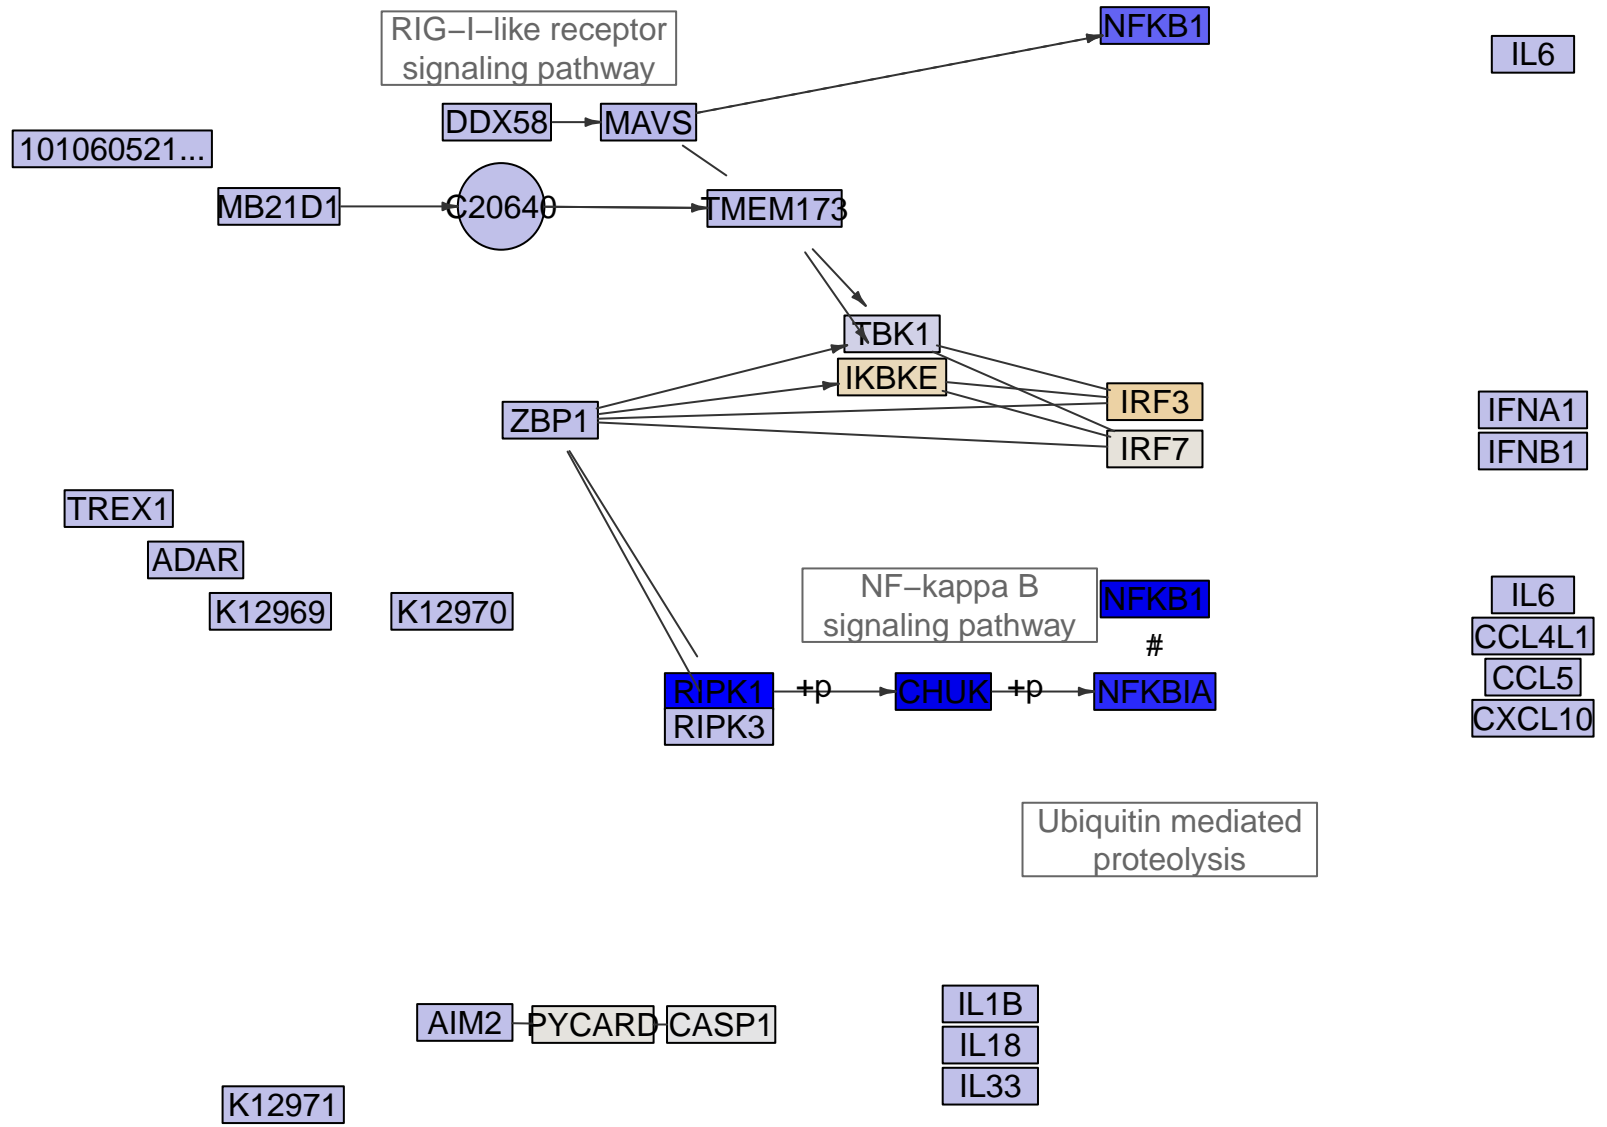 RIG−I−like receptor
signaling pathway
NFKB1
IL6
DDX58
MAVS
101060521...
MB21D1
C20640
TMEM173
TBK1
IKBKE
IRF3
ZBP1
IRF7
IFNA1
IFNB1
TREX1
ADAR
K12969
K12970
NF−kappa B
signaling pathway
NFKB1
#
IL6
CCL4L1
CCL5
CXCL10
RIPK1
+p
CHUK
+p
NFKBIA
RIPK3
Ubiquitin mediated
proteolysis
AIM2
PYCARD
CASP1
IL1B
IL18
IL33
K12971